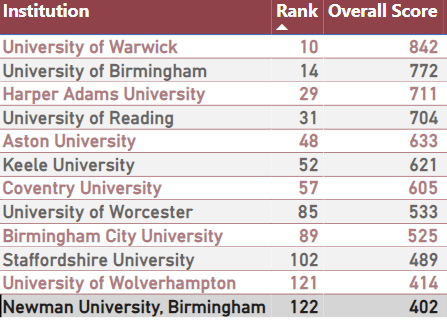 Institution Rank Overall Score
University of Warwick 10 842
University of Birmingham 14 772
Harper Adams University 29 711
University of Reading 31 704
Aston University 48 633
Keele University 52 621
Coventry University 57 605
University of Worcester 85 533
Birmingham City University 89 525
Staffordshire University 102 489
University of Wolverhampton 121 414
Newman University, Birmingham 122 402